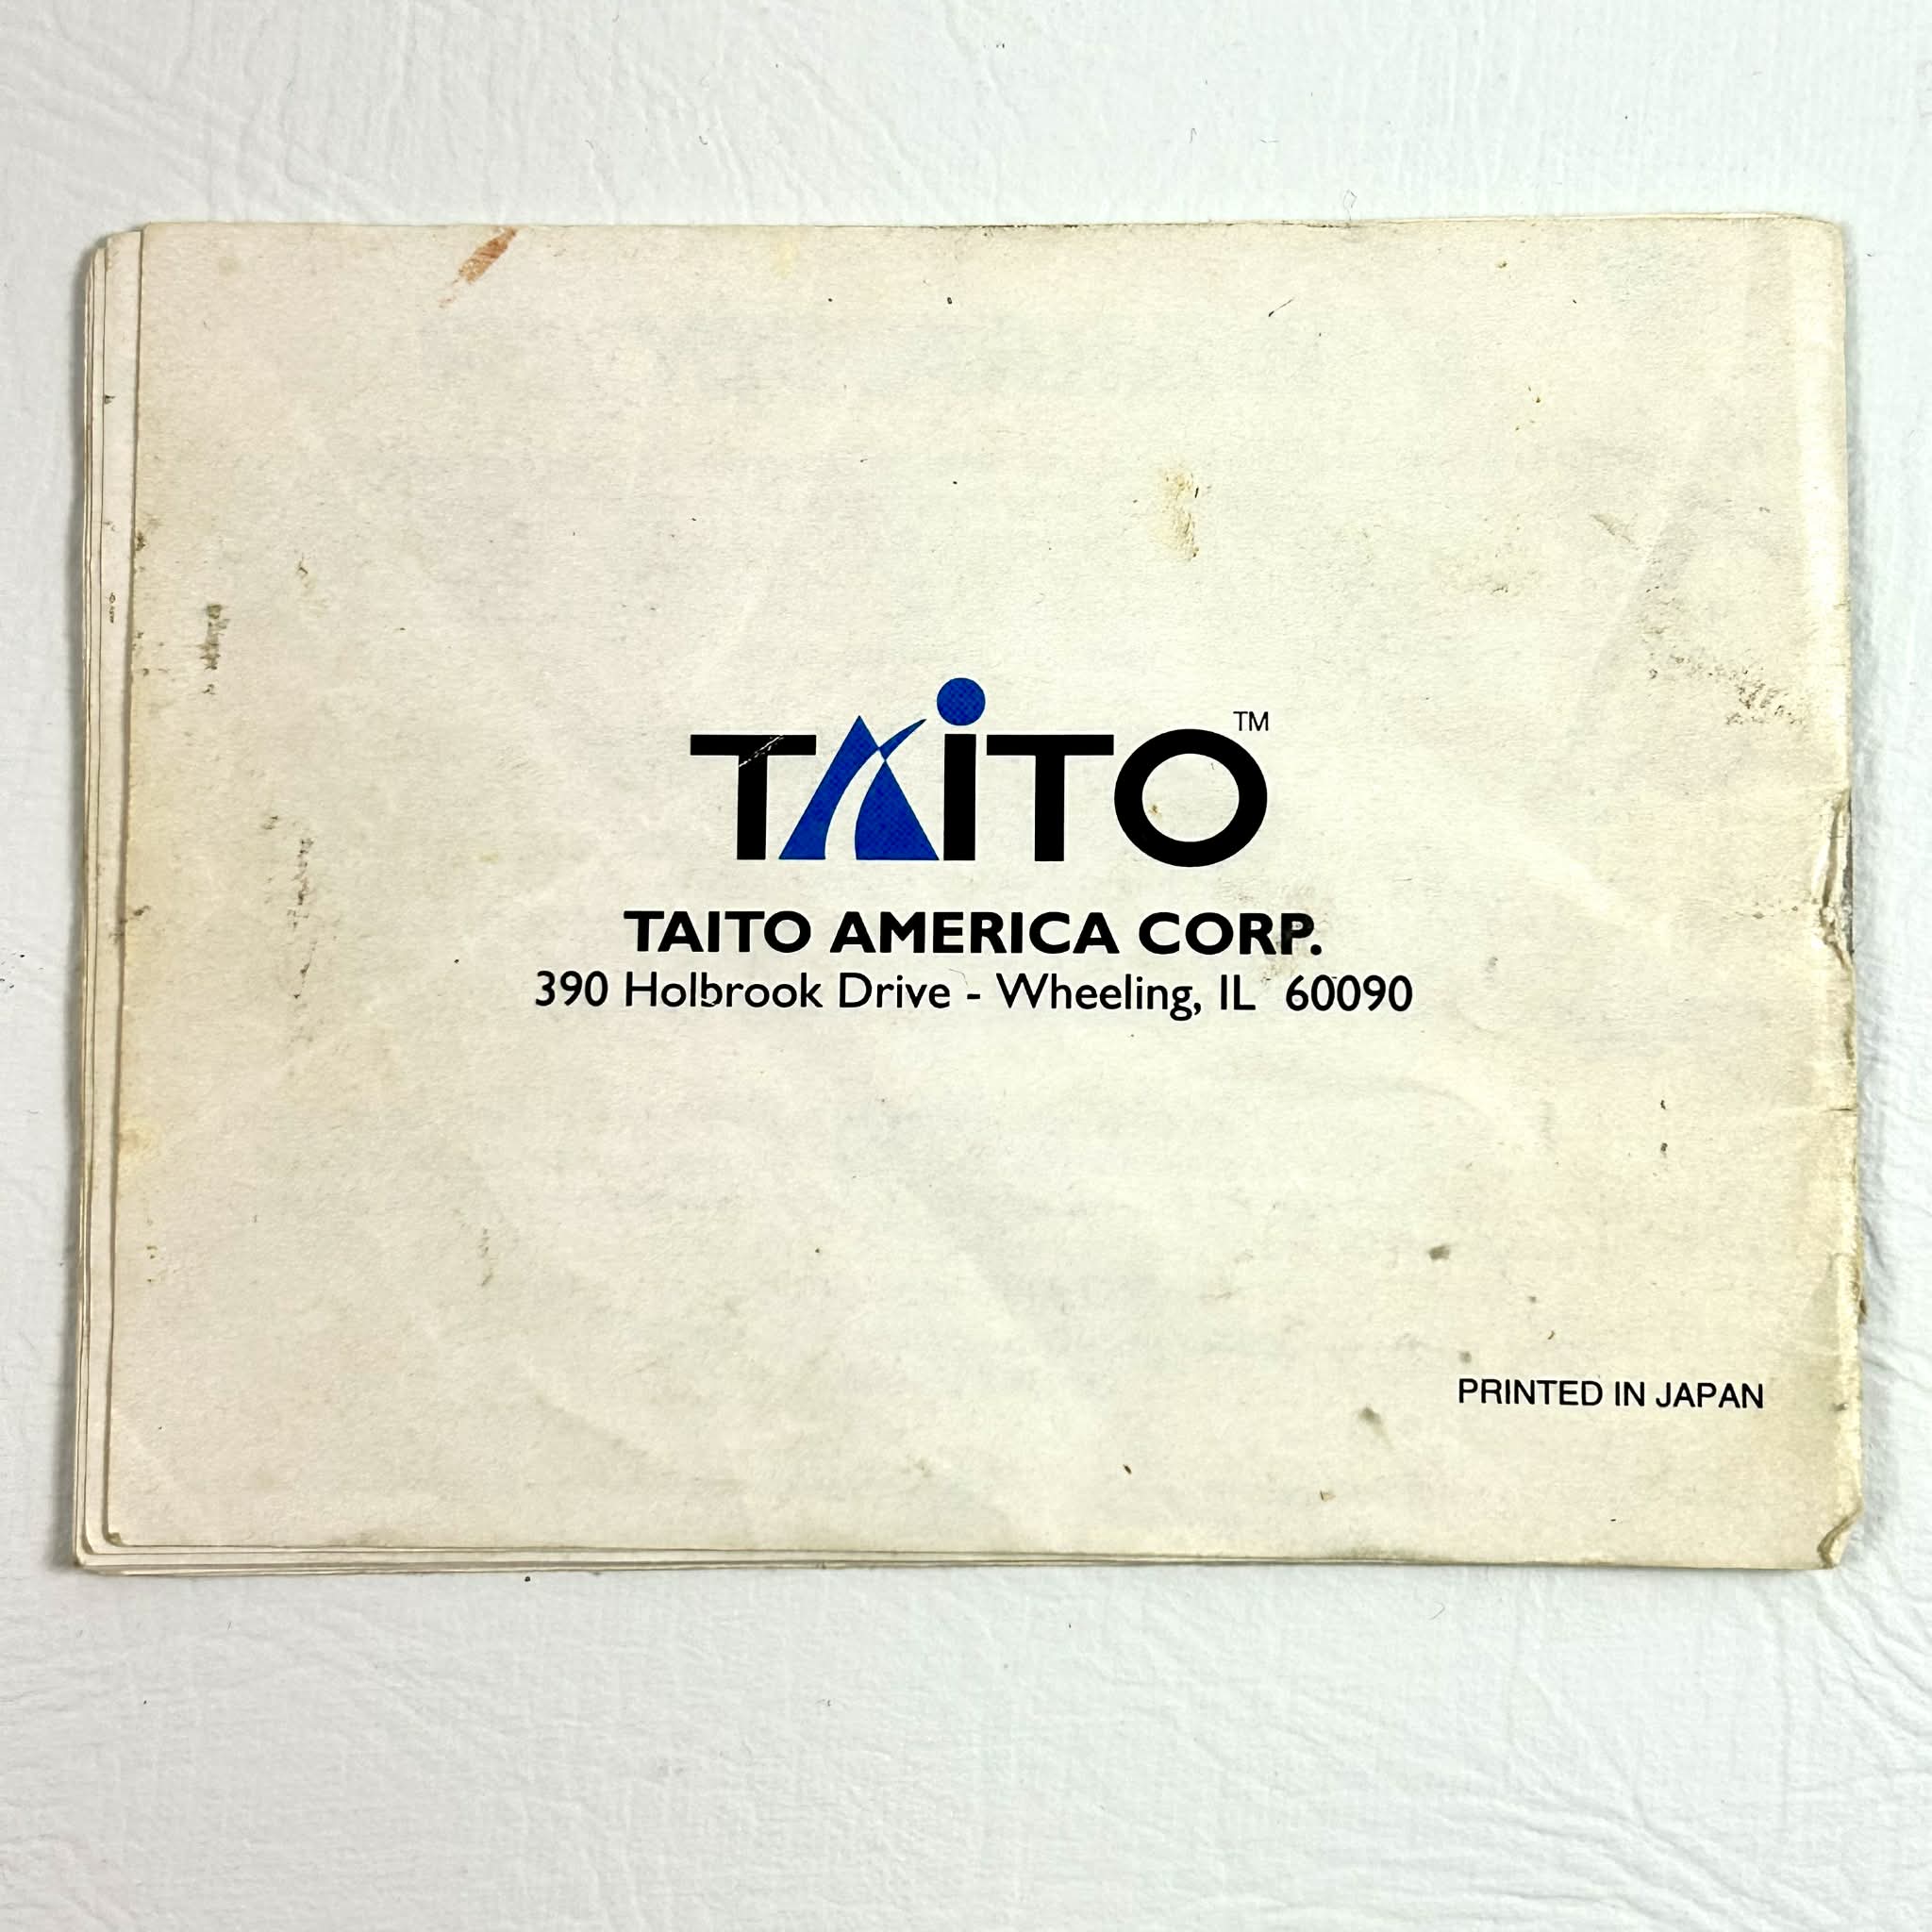 TAiTO™
TAITO AMERICA CORP.
390 Holbrook Drive - Wheeling, IL 60090
PRINTED IN JAPAN